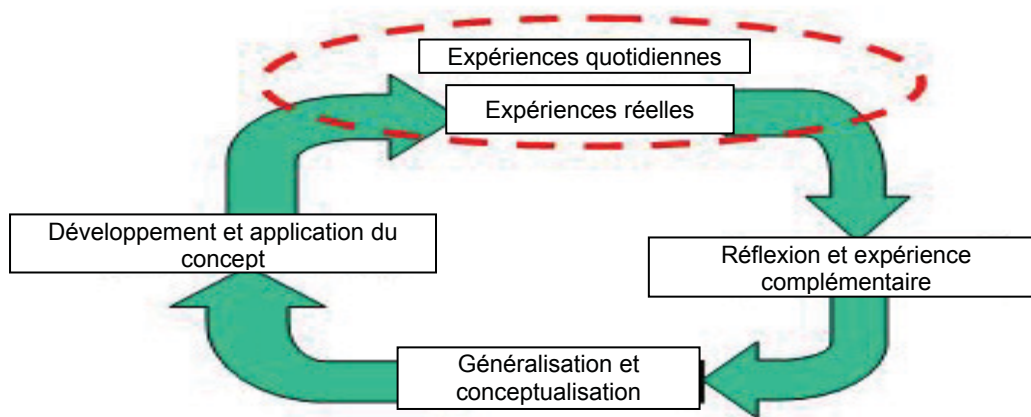 Expériences quotidiennes
Expériences réelles
Développement et application du
concept
Réflexion et expérience
complémentaire
Généralisation et
conceptualisation